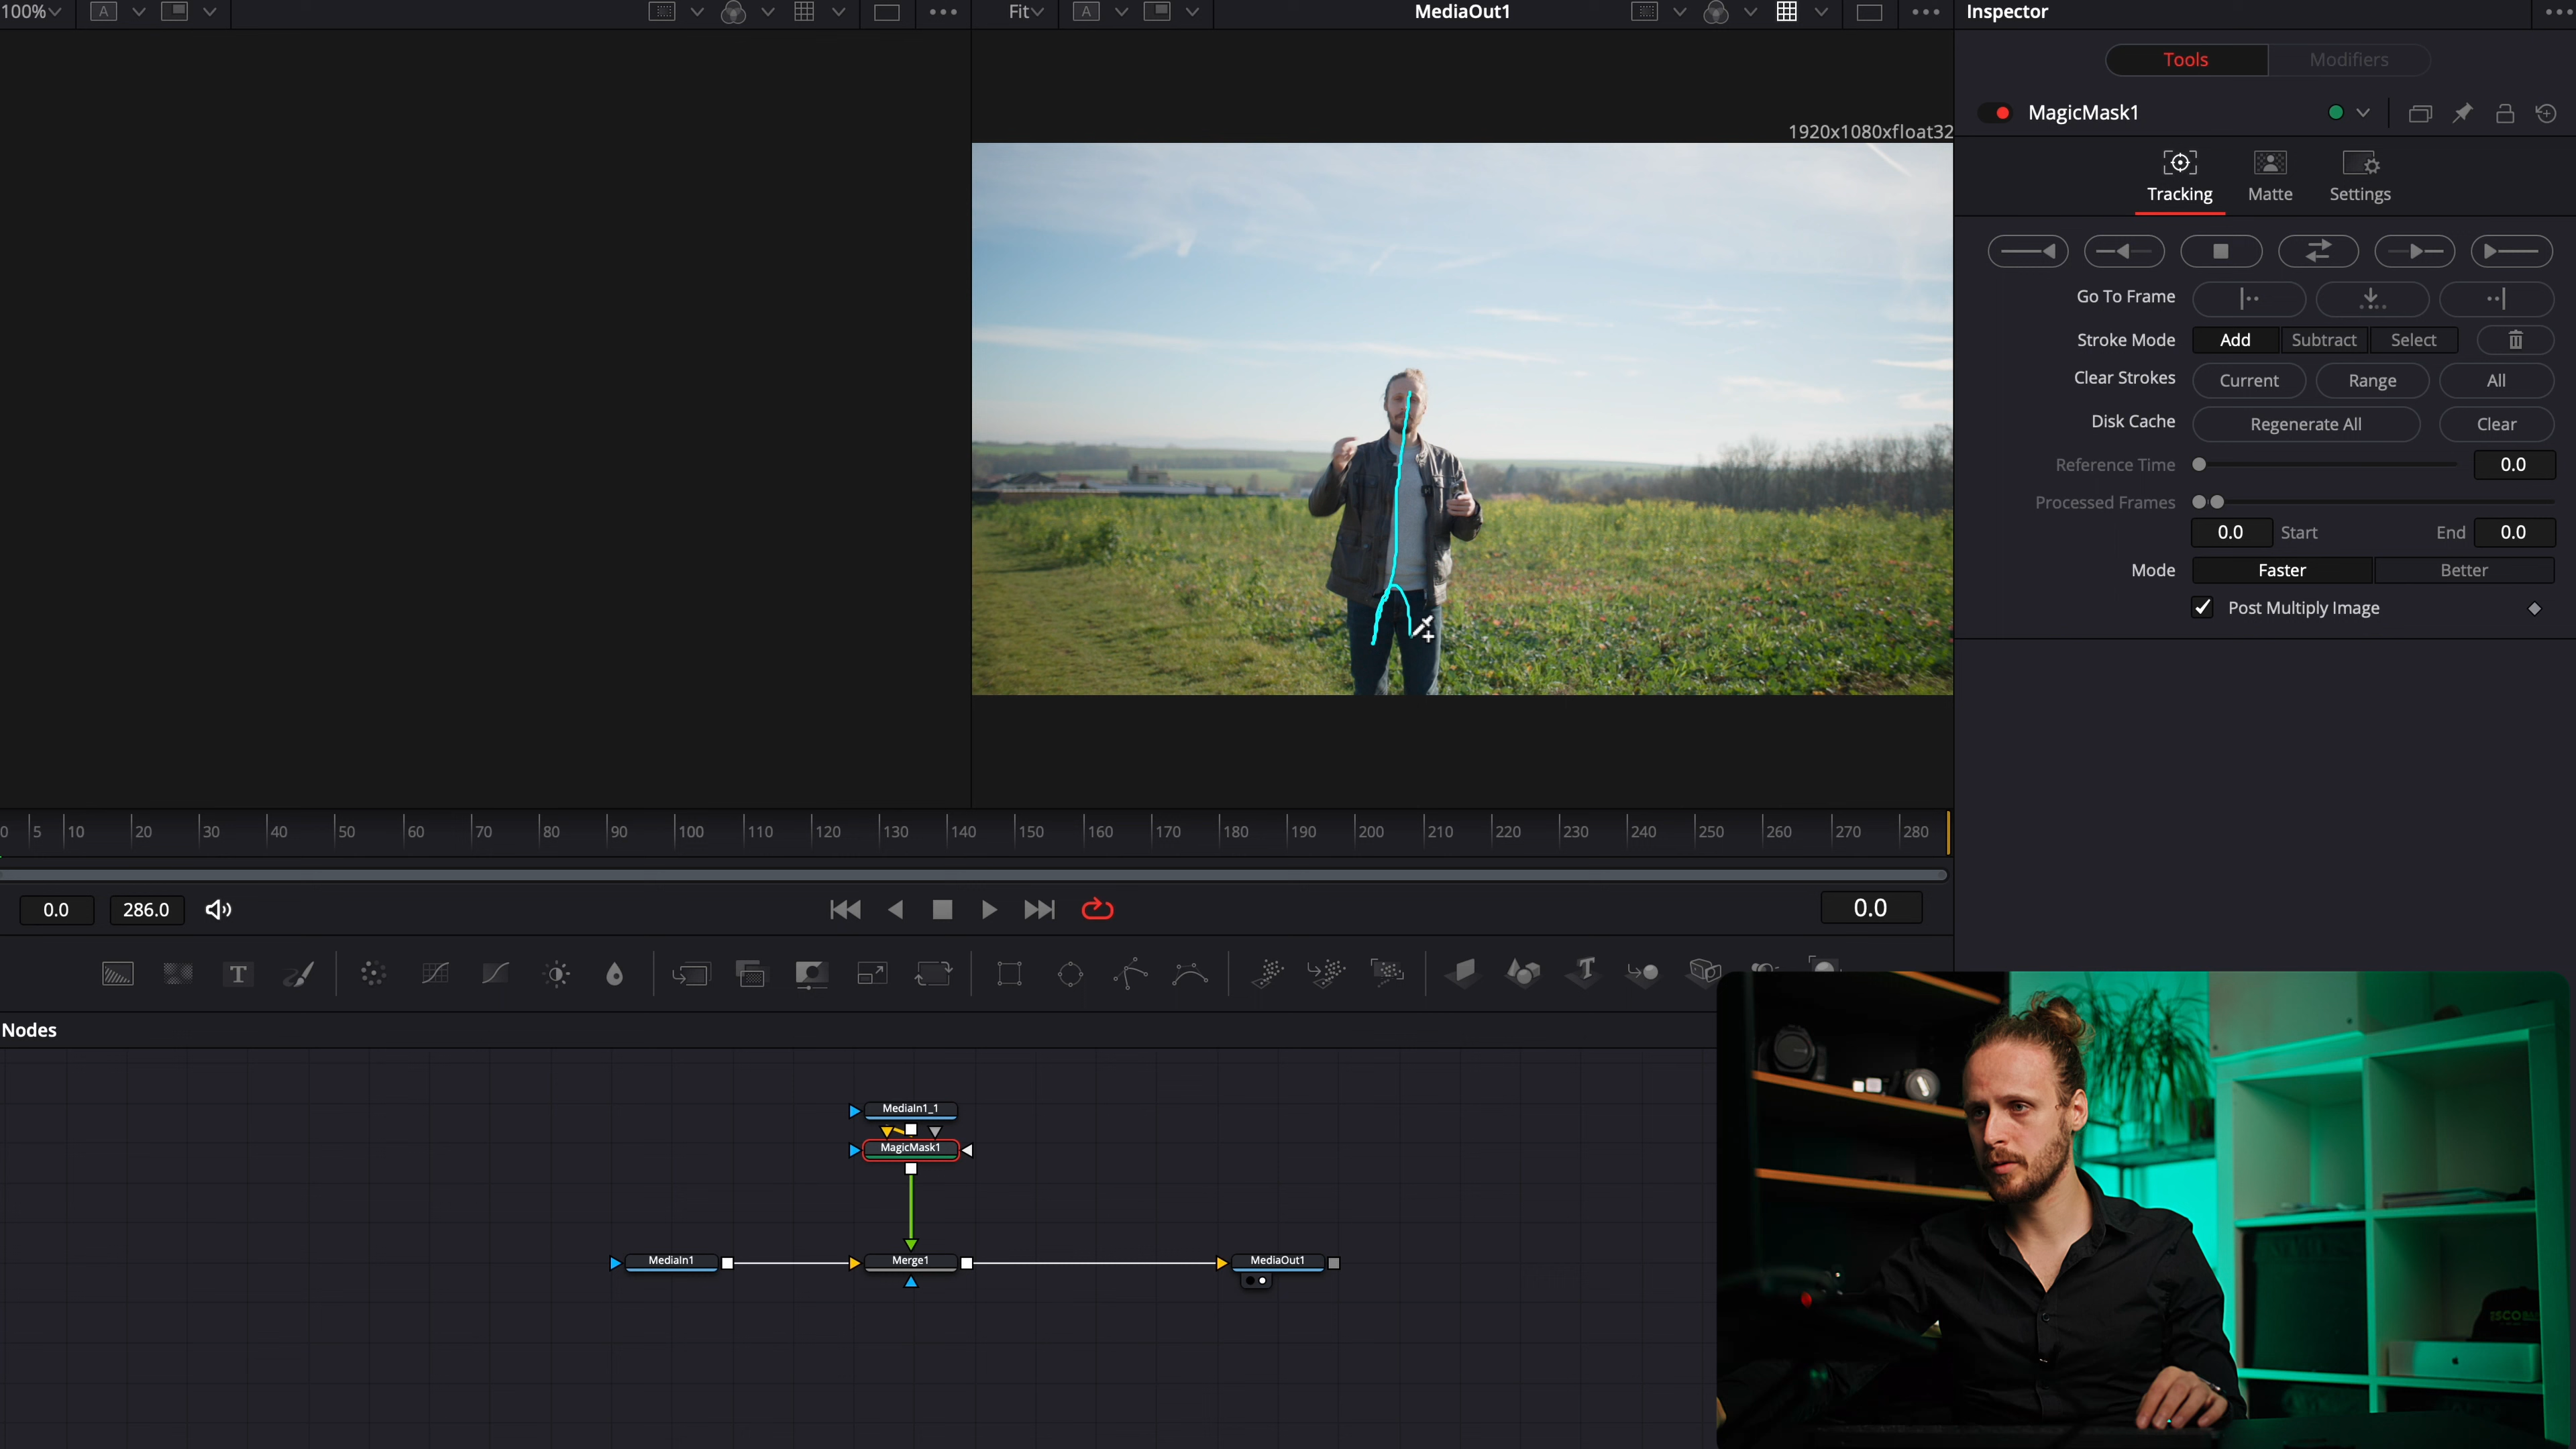 100% A Fit A MediaOut1 Inspector
Tools Modifiers
MagicMask1
1920x1080xfloat32
Tracking Matte Settings
Go To Frame
Stroke Mode Add Subtract Select
Clear Strokes Current Range All
Disk Cache Regenerate All Clear
Reference Time 0.0
Processed Frames
0.0 Start End 0.0
Mode Faster Better
Post Multiply Image
0 5 10 20 30 40 50 60 70 80 90 100 110 120 130 140 150 160 170 180 190 200 210 220 230 240 250 260 270 280
0.0 286.0 0.0
T T
Nodes
MediaIn1_1
MagicMask1
MediaIn1 Merge1 MediaOut1